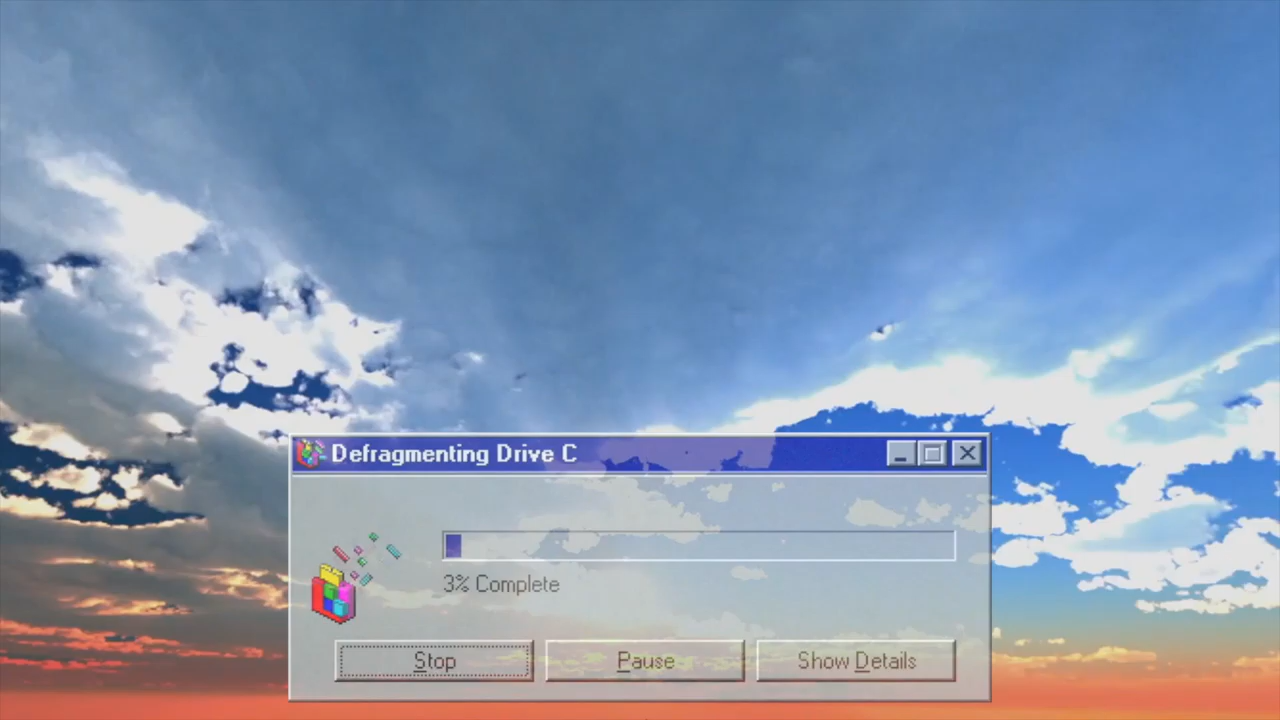 Defragmenting Drive C
3% Complete
Stop
Pause
Show Details